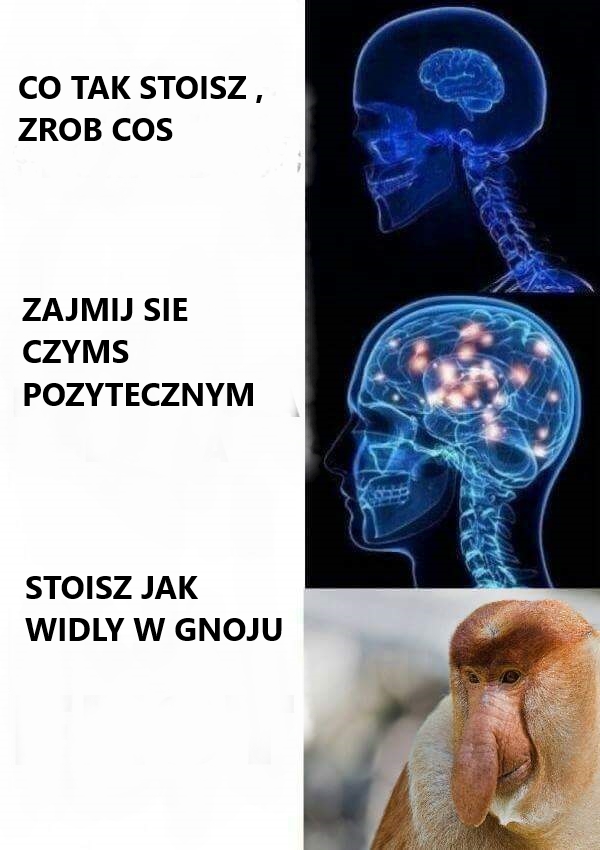 CO TAK STOISZ ,
ZROB COS
ZAJMIJ SIE
CZYMS
POZYTECZNYM
STOISZ JAK
WIDLY W GNOJU